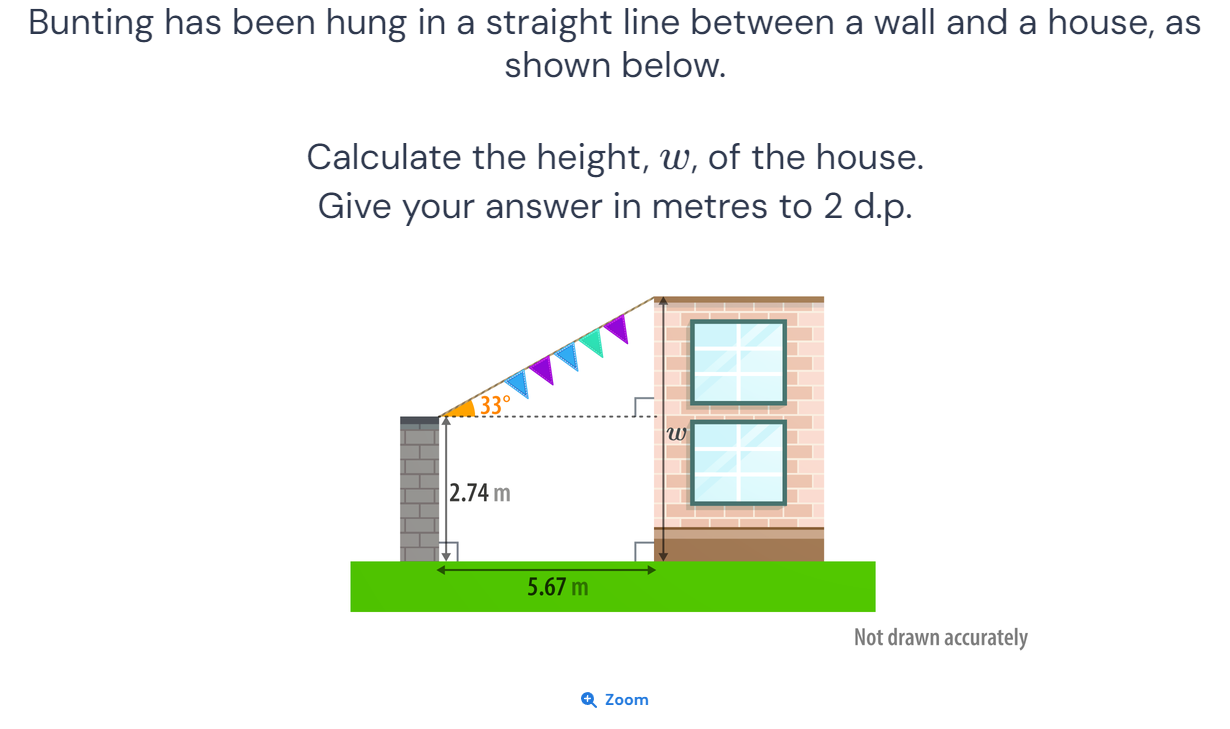 Bunting has been hung in a straight line between a wall and a house, as
shown below.
Calculate the height, w, of the house.
Give your answer in metres to 2 d.p.
33°
w
2.74 m
5.67 m
Not drawn accurately
Zoom